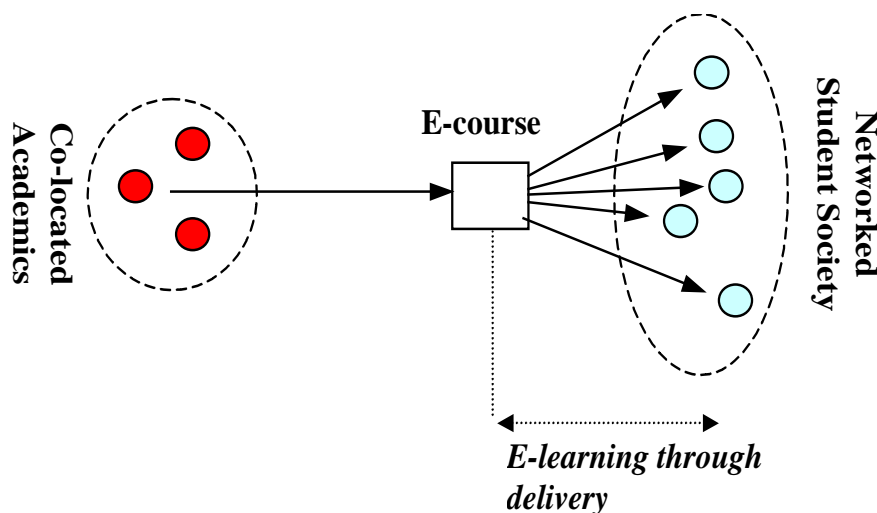 Co-located
Academics
E-course
Networked
Student Society
E-learning through
delivery